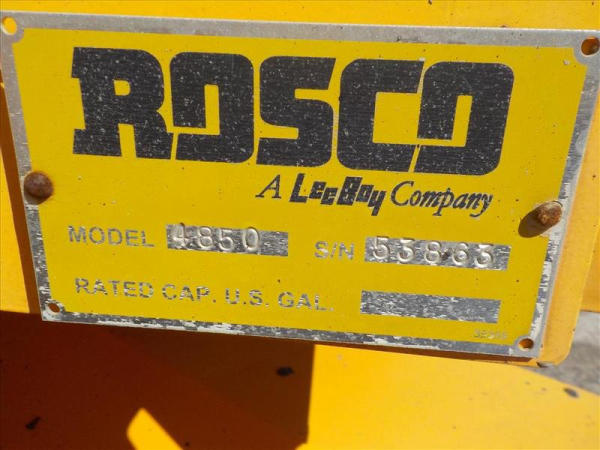 ROSCO
A LeeBoy Company
MODEL 4850 S/N 53863
RATED CAP. U.S. GAL.